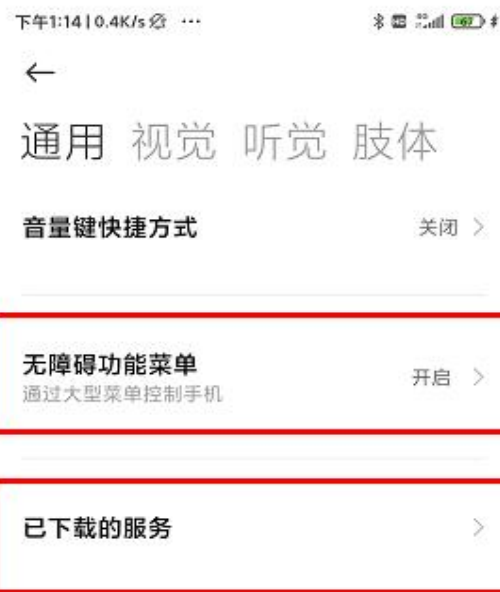 下午1:14 | 0.4K/s ...
67
通用 视觉 听觉 肢体
音量键快捷方式 关闭
无障碍功能菜单 开启
通过大型菜单控制手机
已下载的服务